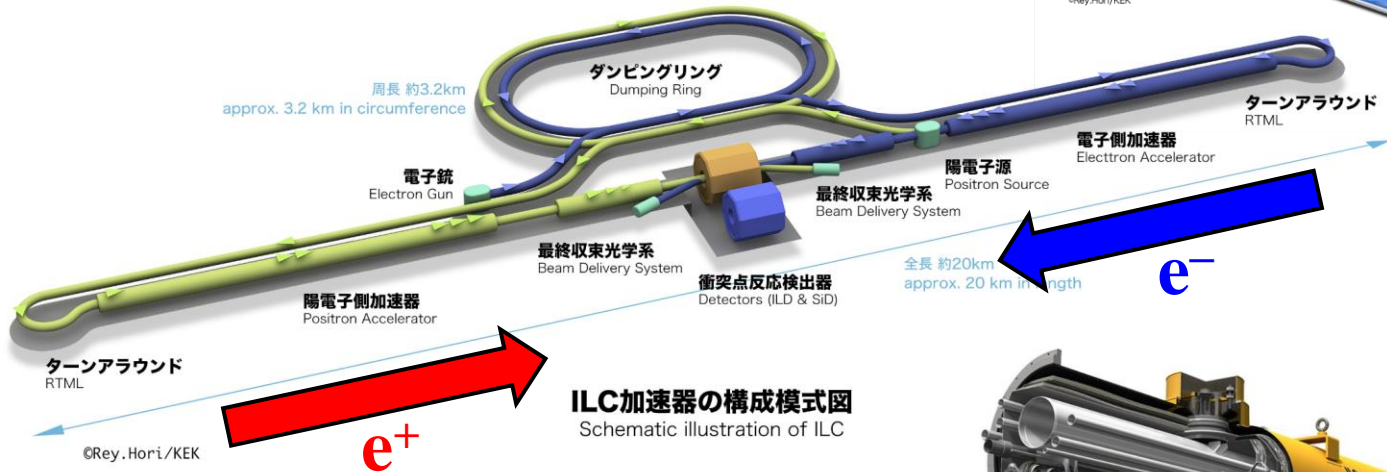 ©Rey.Hori/KEK
周長 約3.2km
approx. 3.2 km in circumference
ダンピングリング
Dumping Ring
ターンアラウンド
RTML
電子側加速器
Electtron Accelerator
陽電子源
Positron Source
電子銃
Electron Gun
最終収束光学系
Beam Delivery System
最終収束光学系
Beam Delivery System
衝突点反応検出器
Detectors (ILD & SiD)
全長 約20km
approx. 20 km in ngth
e⁻
陽電子側加速器
Positron Accelerator
ターンアラウンド
RTML
e⁺
ILC加速器の構成模式図
Schematic illustration of ILC
©Rey.Hori/KEK